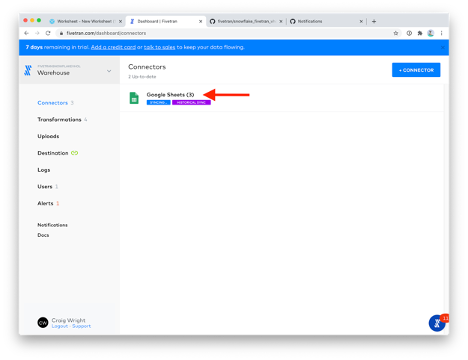 Worksheet - New Worksheet
Dashboard | Fivetran
fivetran/snowflake_fivetran_vh
Notifications
fivetran.com/dashboard/connectors
7 days remaining in trial. Add a credit card or talk to sales to keep your data flowing.
Warehouse
Connectors
2 Up-to-date
+ CONNECTOR
Google Sheets (3)
SYNCING...
HISTORICAL SYNC
Connectors 3
Transformations 4
Uploads
Destination
Logs
Users 1
Alerts 1
Notifications
Docs
CW
Craig Wright
Logout · Support